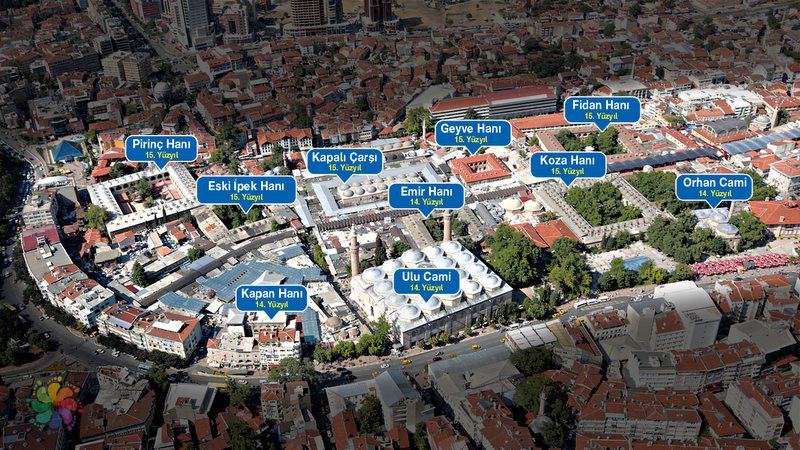 Fidan Hanı
15. Yüzyıl
Geyve Hanı
15. Yüzyıl
Pirinç Hanı
15. Yüzyıl
Kapalı Çarşı
15. Yüzyıl
Koza Hanı
15. Yüzyıl
Eski İpek Hanı
15. Yüzyıl
Emir Hanı
14. Yüzyıl
Orhan Cami
14. Yüzyıl
Ulu Cami
14. Yüzyıl
Kapan Hanı
14. Yüzyıl